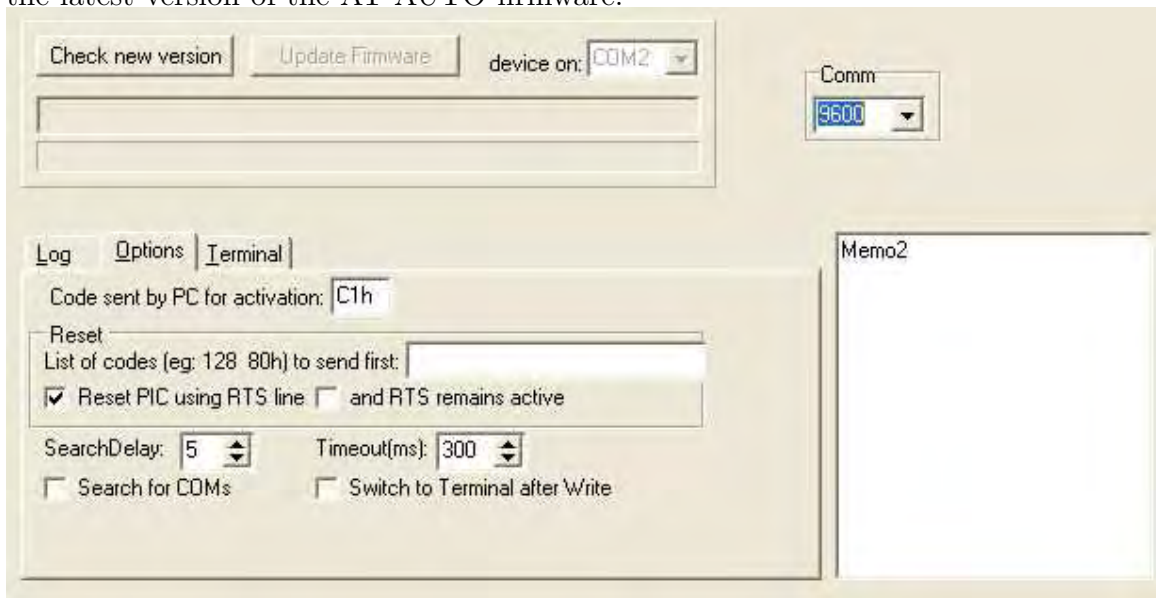 the latest version of the AT-AUTO firmware.
Check new version Update Firmware device on: COM2
Comm
9600
Log Options Terminal
Memo2
Code sent by PC for activation: C1h
Reset
List of codes (eg: 128 80h) to send first:
Reset PIC using RTS line and RTS remains active
SearchDelay: 5 Timeout(ms): 300
Search for COMs Switch to Terminal after Write